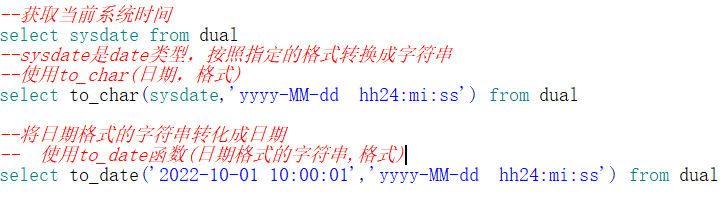 --获取当前系统时间
select sysdate from dual
--sysdate是date类型，按照指定的格式转换成字符串
--使用to_char(日期，格式)
select to_char(sysdate,'yyyy-MM-dd  hh24:mi:ss') from dual
--将日期格式的字符串转化成日期
--  使用to_date函数(日期格式的字符串,格式)
select to_date('2022-10-01 10:00:01','yyyy-MM-dd  hh24:mi:ss') from dual